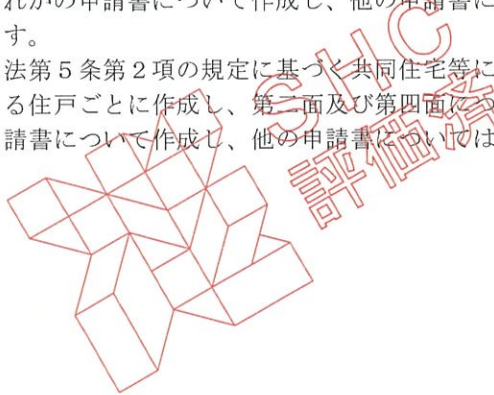 れかの申請書について作成し、他の申請書に
す。
法第5条第2項の規定に基づく共同住宅等に
る住戸ごとに作成し、第二面及び第四面につ
請書について作成し、他の申請書については
SHC
評価済